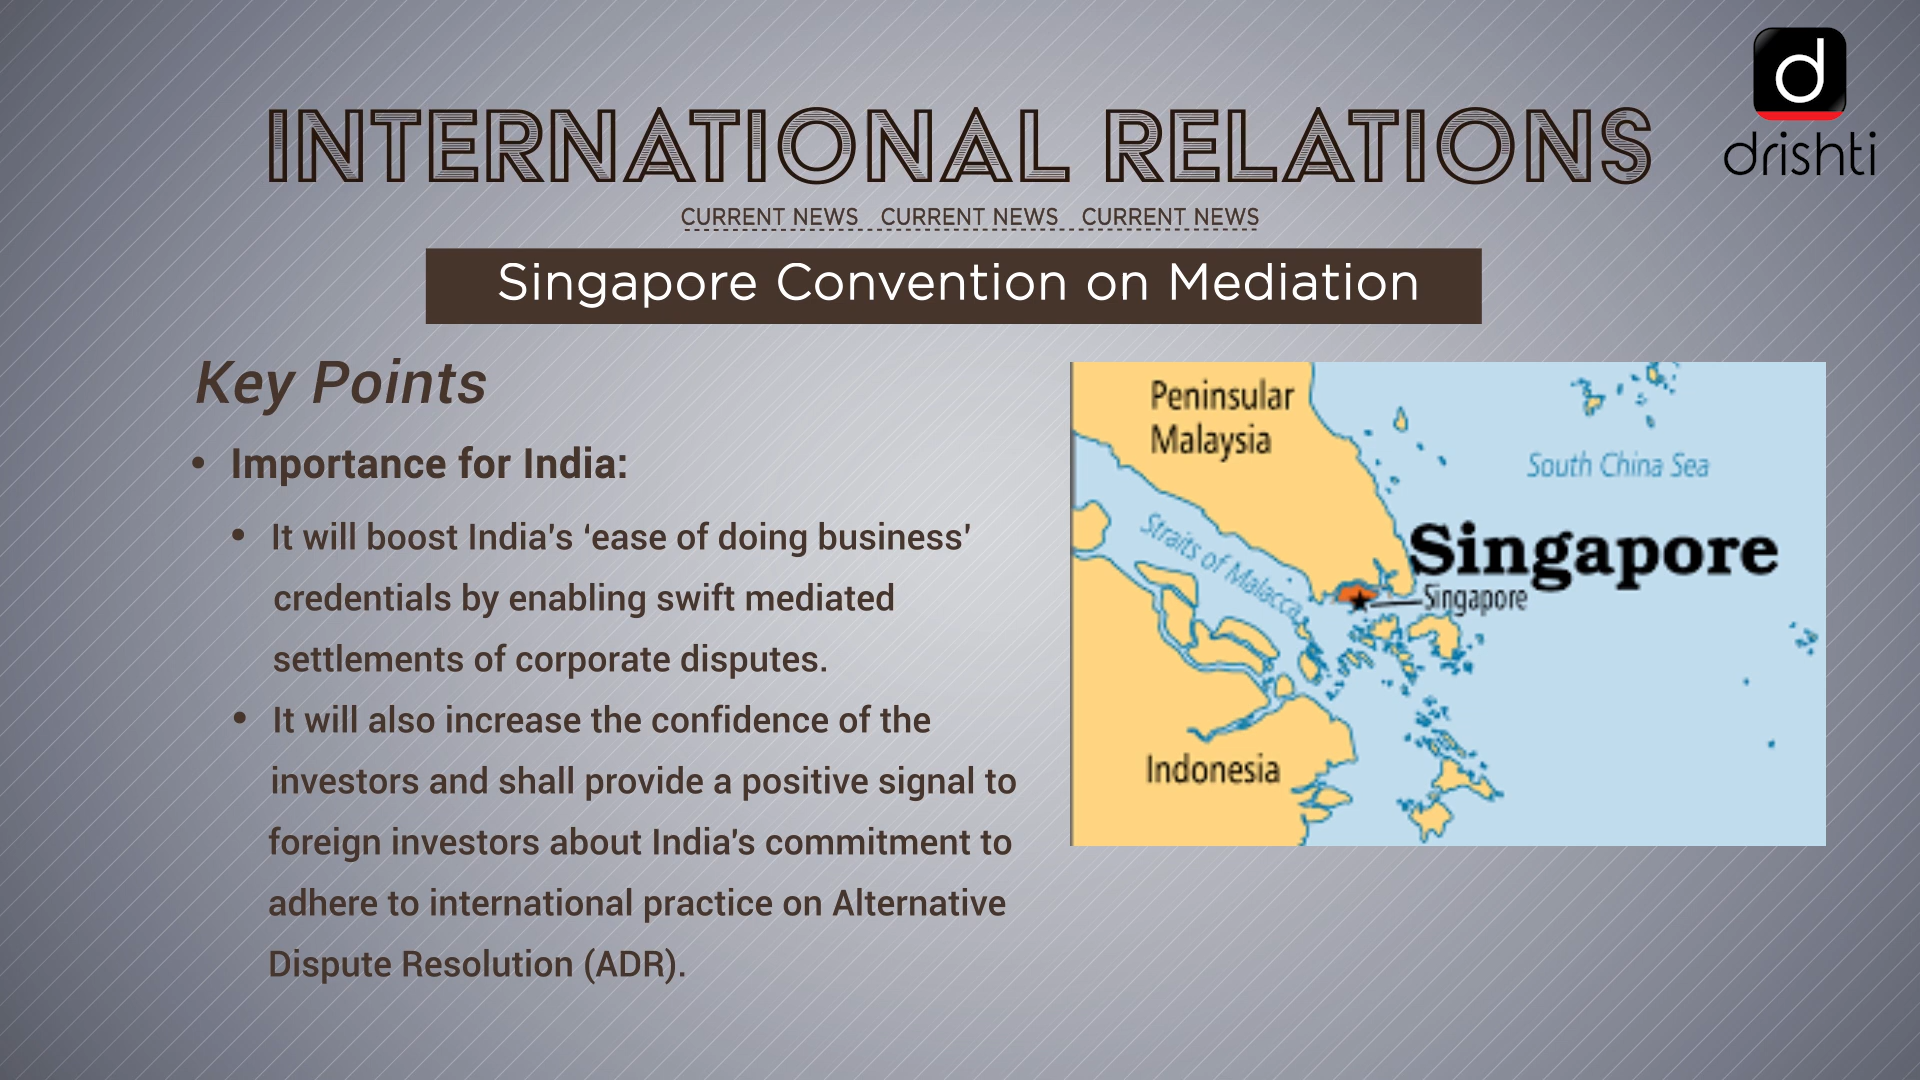 INTERNATIONAL RELATIONS
d
drishti
CURRENT NEWS CURRENT NEWS CURRENT NEWS
Singapore Convention on Mediation
Key Points
• Importance for India:
• It will boost India's ‘ease of doing business’
credentials by enabling swift mediated
settlements of corporate disputes.
• It will also increase the confidence of the
investors and shall provide a positive signal to
foreign investors about India's commitment to
adhere to international practice on Alternative
Dispute Resolution (ADR).
Peninsular
Malaysia
South China Sea
Straits of Malacca
Singapore
Singapore
Indonesia